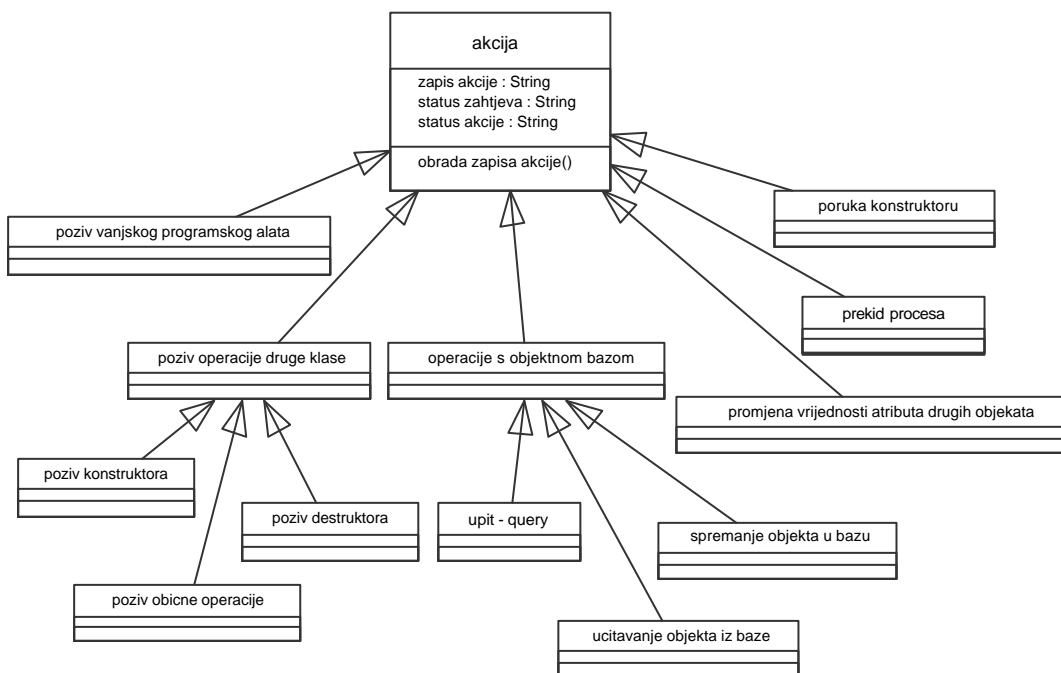 akcija
zapis akcije : String
status zahtjeva : String
status akcije : String
obrada zapisa akcije()
poruka konstruktoru
poziv vanjskog programskog alata
prekid procesa
poziv operacije druge klase
operacije s objektnom bazom
promjena vrijednosti atributa drugih objekata
poziv konstruktora
poziv destruktora
upit - query
spremanje objekta u bazu
poziv obicne operacije
ucitavanje objekta iz baze